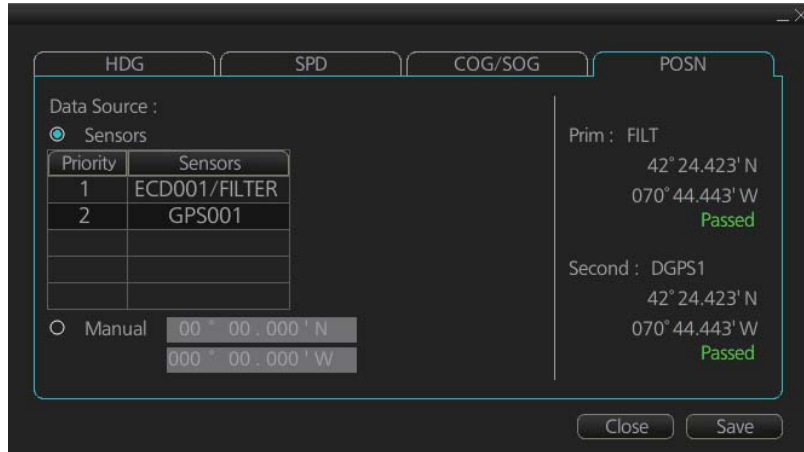 HDG SPD COG/SOG POSN
Data Source :
Sensors
Priority Sensors
1 ECD001/FILTER
2 GPS001
Manual 00 ° 00 . 000 ' N
000 ° 00 . 000 ' W
Prim : FILT
42° 24.423' N
070° 44.443' W
Passed
Second : DGPS1
42° 24.423' N
070° 44.443' W
Passed
Close Save